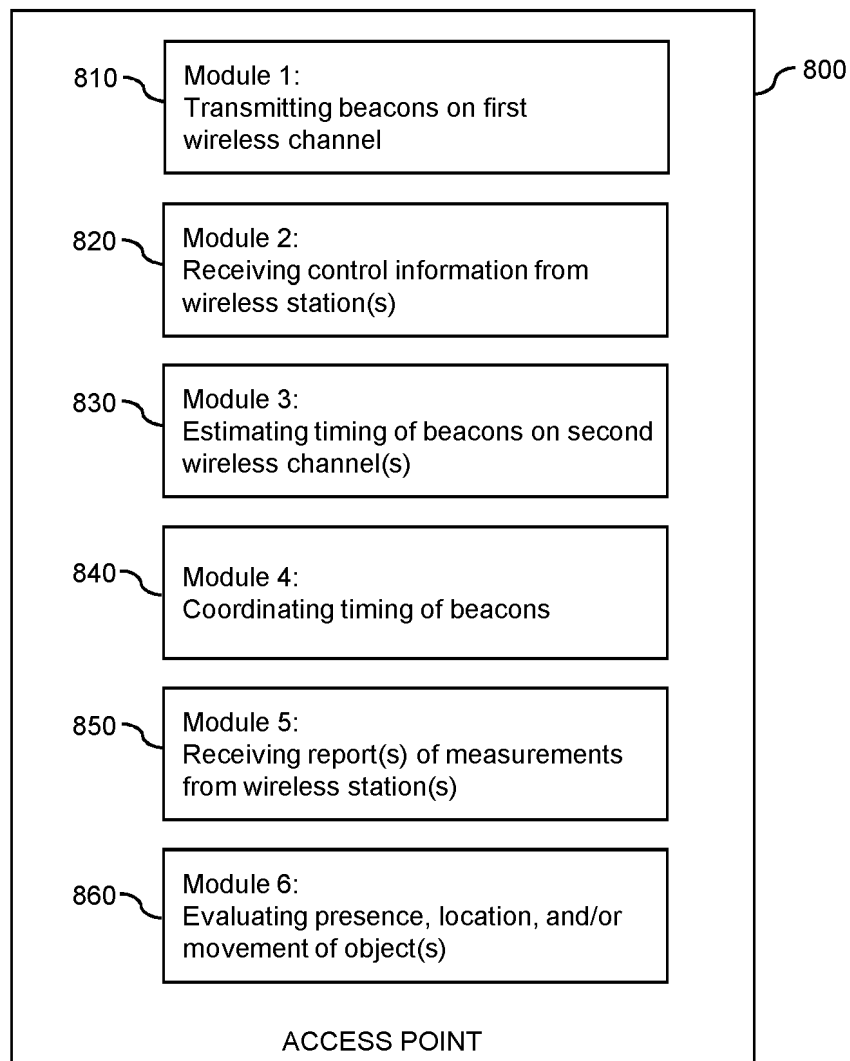 800
810
Module 1:
Transmitting beacons on first
wireless channel
820
Module 2:
Receiving control information from
wireless station(s)
830
Module 3:
Estimating timing of beacons on second
wireless channel(s)
840
Module 4:
Coordinating timing of beacons
850
Module 5:
Receiving report(s) of measurements
from wireless station(s)
860
Module 6:
Evaluating presence, location, and/or
movement of object(s)
ACCESS POINT